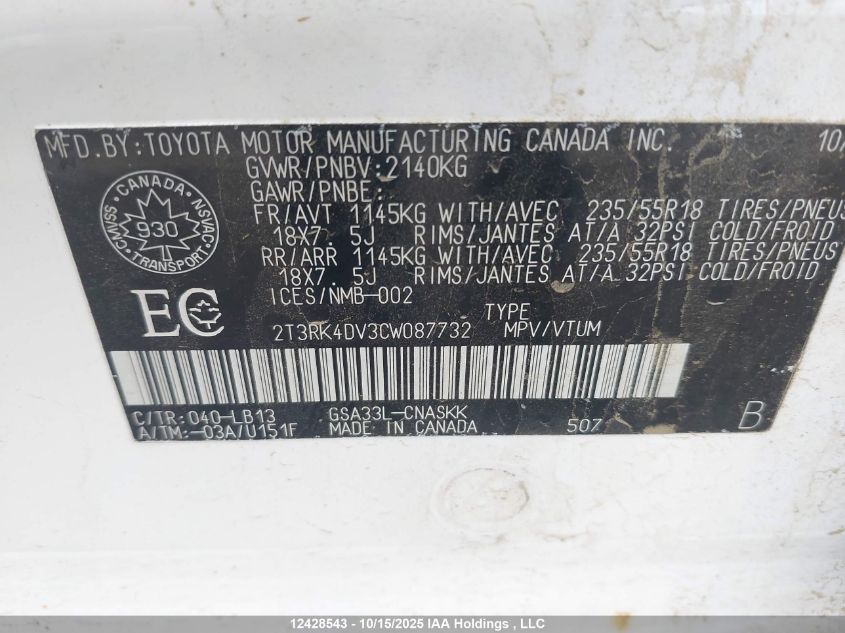 MFD.BY:TOYOTA MOTOR MANUFACTURING CANADA INC. 10/
GVWR/PNBV:2140KG
GAWR/PNBE:
FR/AVT 1145KG WITH/AVEC 235/55R18 TIRES/PNEUS
18X7.5J RIMS/JANTES AT/A 32PSI COLD/FROID
RR/ARR 1145KG WITH/AVEC 235/55R18 TIRES/PNEUS
18X7.5J RIMS/JANTES AT/A 32PSI COLD/FROID
CANADA
CMVSS 930 NSVAC
TRANSPORT
EC
ICES/NMB-002
TYPE
2T3RK4DV3CW087732 MPV/VTUM
C/TR: 040-LB13 GSA33L-CNASKK
A/TM:-03A/U151F MADE IN CANADA 507 B
12428543 - 10/15/2025 IAA Holdings , LLC